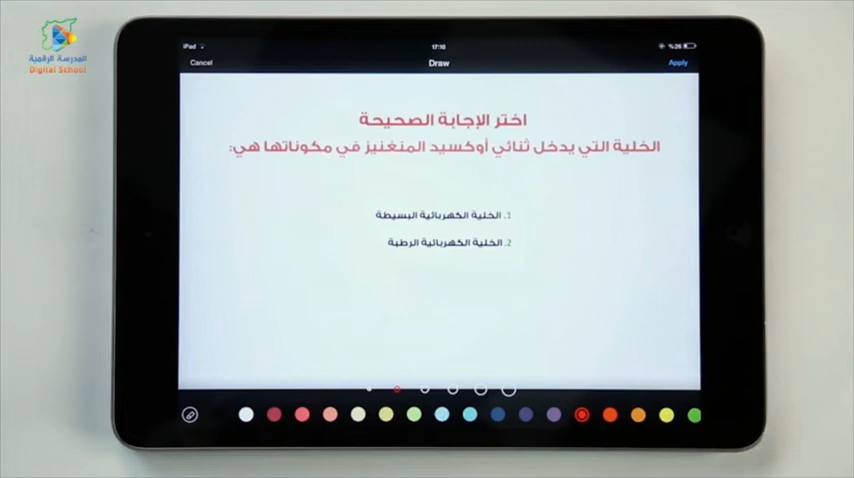 المدرسة الرقمية
Digital School
iPad
17:10
%26
Cancel
Draw
Apply
اختر الإجابة الصحيحة
الخلية التي يدخل ثنائي أوكسيد المنغنيز في مكوناتها هي:
1. الخلية الكهربائية البسيطة
2. الخلية الكهربائية الرطبة